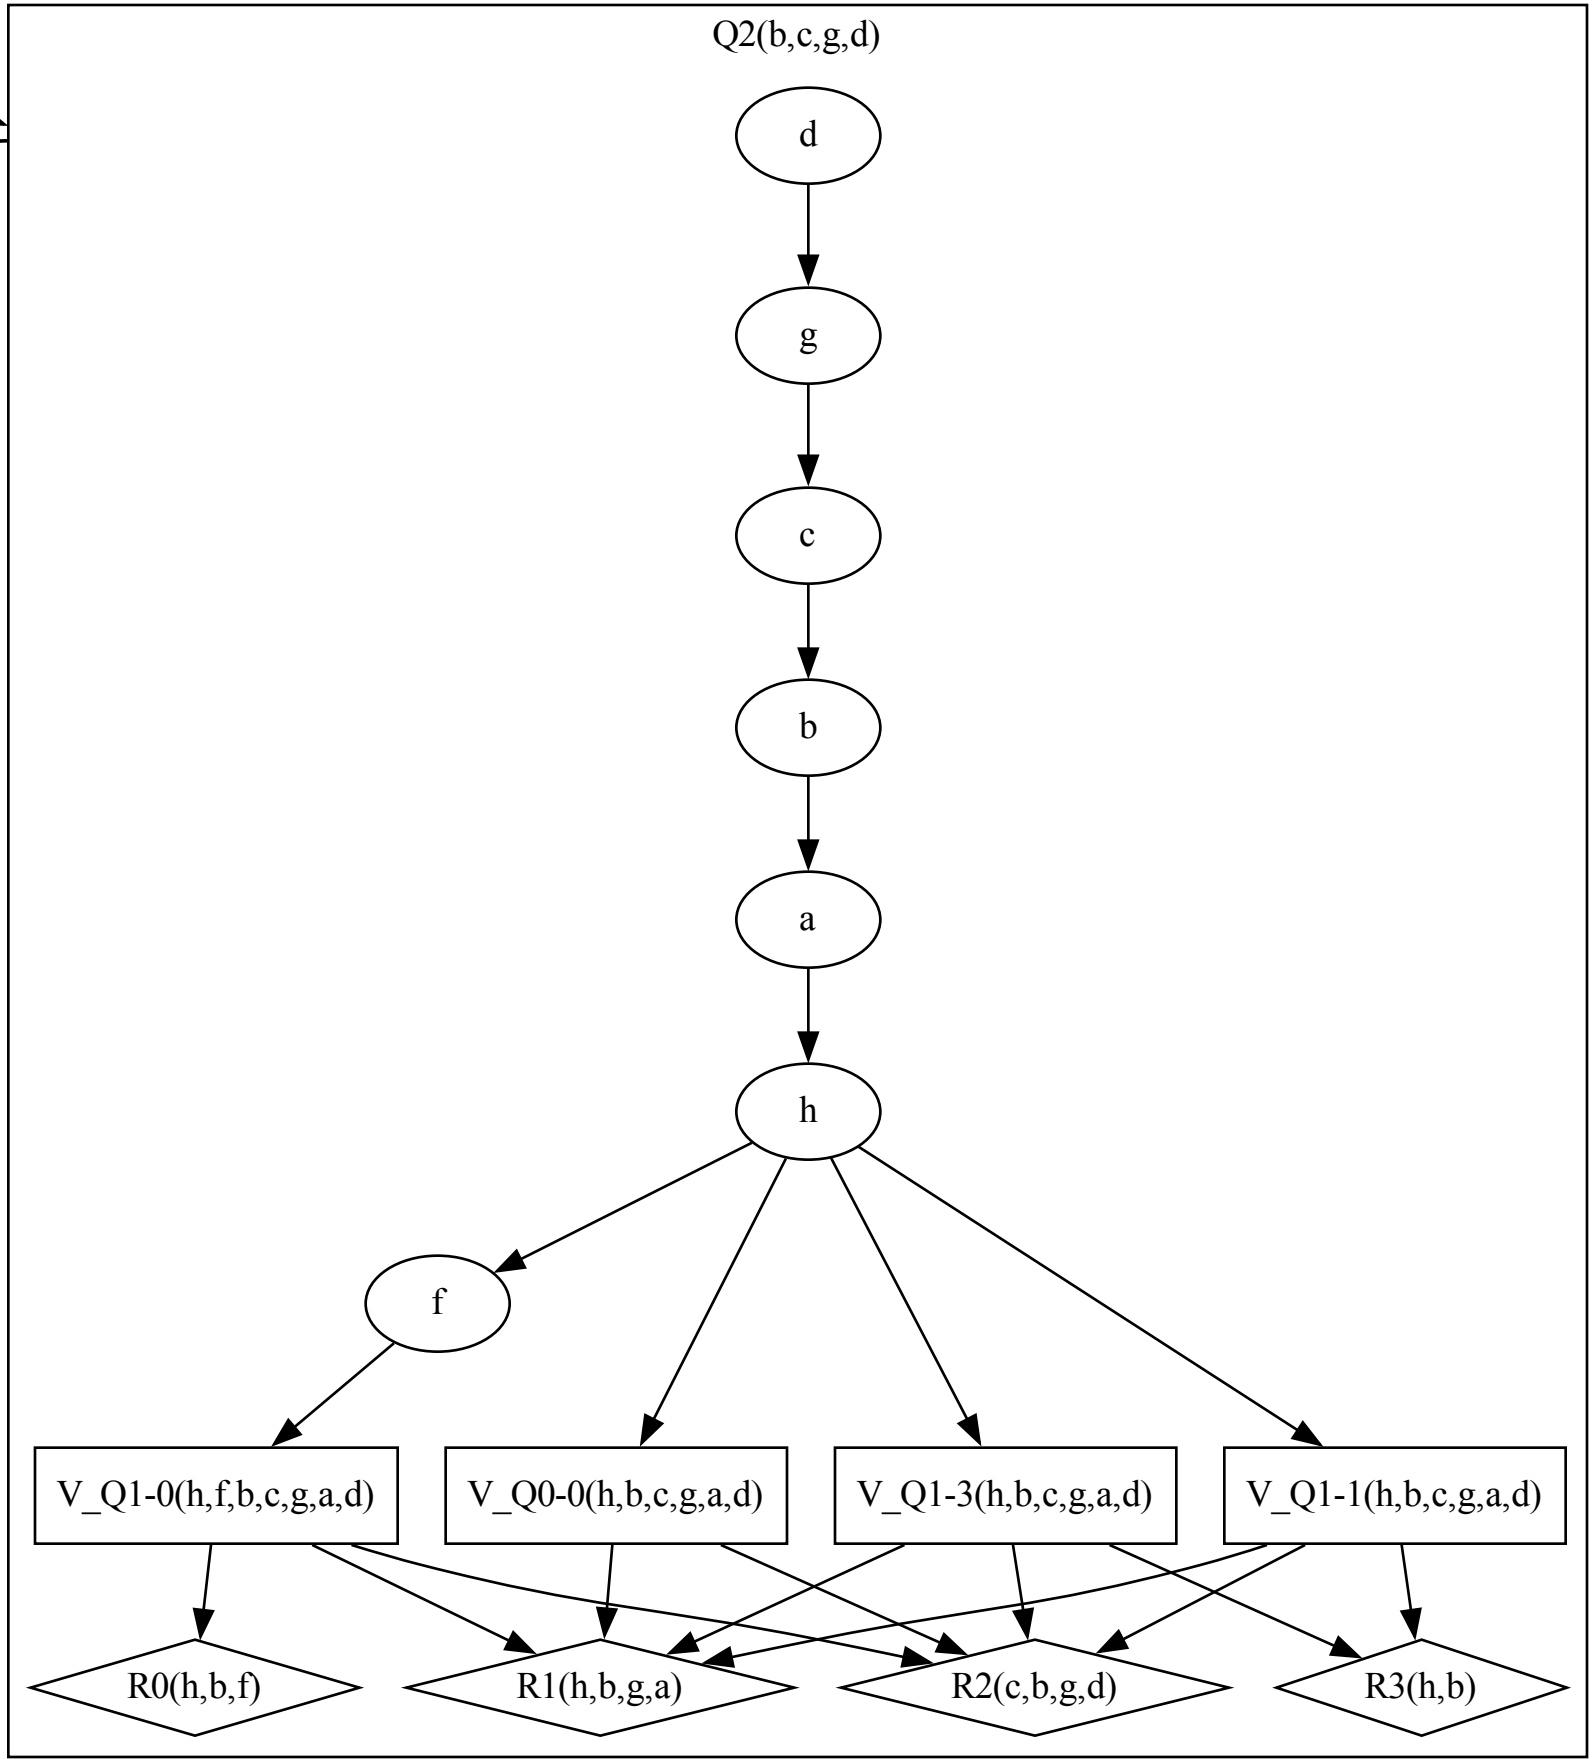 Q2(b,c,g,d)
d
g
c
b
a
h
f
V_Q1-0(h,f,b,c,g,a,d)
V_Q0-0(h,b,c,g,a,d)
V_Q1-3(h,b,c,g,a,d)
V_Q1-1(h,b,c,g,a,d)
R0(h,b,f)
R1(h,b,g,a)
R2(c,b,g,d)
R3(h,b)